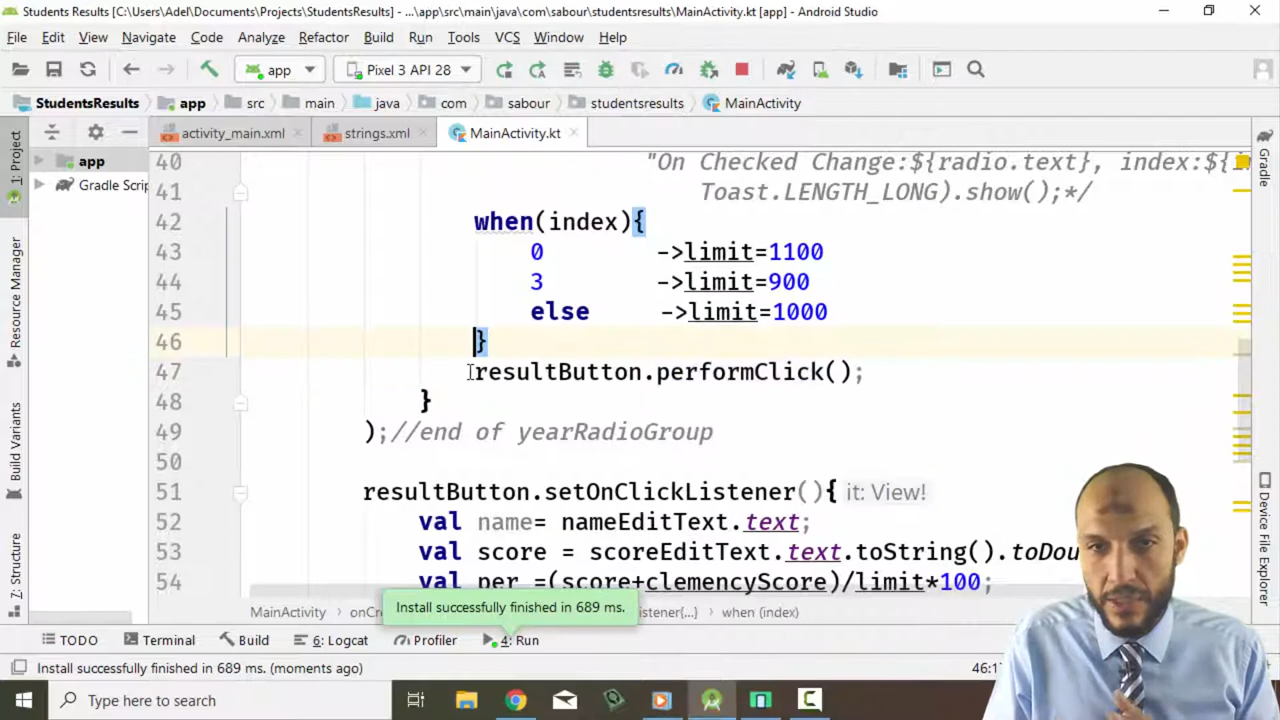 Students Results [C:\Users\Adel\Documents\Projects\StudentsResults] - ...\app\src\main\java\com\sabour\studentsresults\MainActivity.kt [app] - Android Studio
File Edit View Navigate Code Analyze Refactor Build Run Tools VCS Window Help
app Pixel 3 API 28
StudentsResults app src main java com sabour studentsresults MainActivity
1: Project
activity_main.xml strings.xml MainActivity.kt
app
Gradle Scrip
Resource Manager
Build Variants
7: Structure
Gradle
Device File Explorer
40 "On Checked Change:${radio.text}, index:${
41 Toast.LENGTH_LONG).show();*/
42 when(index){
43 0 ->limit=1100
44 3 ->limit=900
45 else ->limit=1000
46 }
47 resultButton.performClick();
48 }
49 );//end of yearRadioGroup
50
51 resultButton.setOnClickListener(){ it: View!
52 val name= nameEditText.text;
53 val score = scoreEditText.text.toString().toDou
54 val per =(score+clemencyScore)/limit*100;
MainActivity onCr listener{...} when (index)
Install successfully finished in 689 ms.
TODO Terminal Build 6: Logcat Profiler 4: Run
Install successfully finished in 689 ms. (moments ago) 46:1
Type here to search